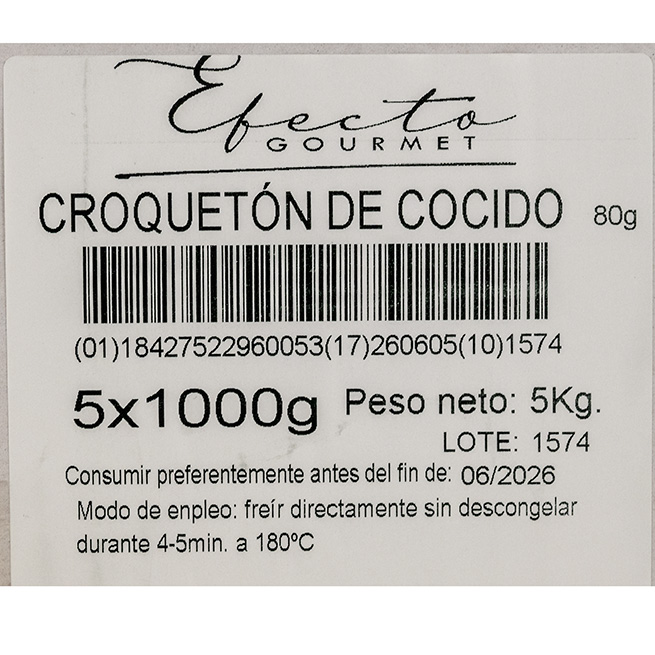 Efecto
GOURMET
CROQUETÓN DE COCIDO 80g
(01)18427522960053(17)260605(10)1574
5x1000g Peso neto: 5Kg.
LOTE: 1574
Consumir preferentemente antes del fin de: 06/2026
Modo de enpleo: freír directamente sin descongelar
durante 4-5min. a 180ºC